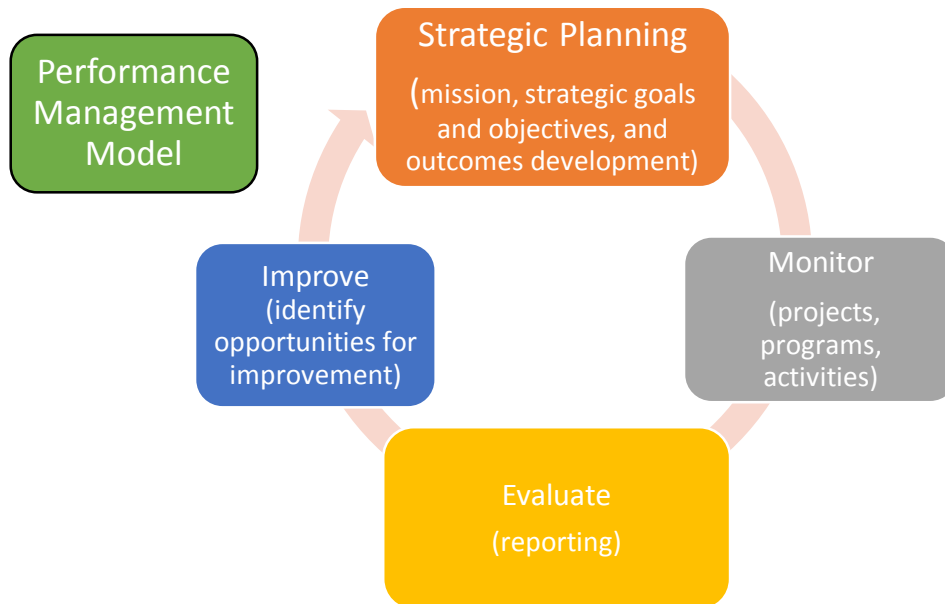 Performance
Management
Model
Strategic Planning
(mission, strategic goals
and objectives, and
outcomes development)
Monitor
(projects,
programs,
activities)
Evaluate
(reporting)
Improve
(identify
opportunities for
improvement)